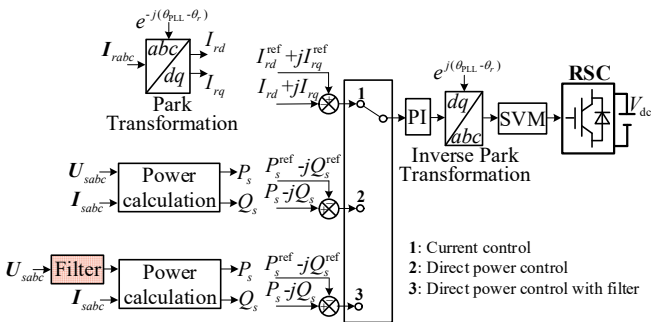 e^{-j(θ_PLL-θ_r)}
I_rabc
abc
dq
I_rd
I_rq
Park
Transformation
I_rd^ref+jI_rq^ref
I_rd+jI_rq
1
PI
e^{j(θ_PLL-θ_r)}
dq
abc
Inverse Park
Transformation
SVM
RSC
V_dc
U_sabc
I_sabc
Power
calculation
P_s
Q_s
P_s^ref-jQ_s^ref
P_s-jQ_s
2
U_sabc
Filter
I_sabc
Power
calculation
P_s
Q_s
P_s^ref-jQ_s^ref
P_s-jQ_s
3
1: Current control
2: Direct power control
3: Direct power control with filter